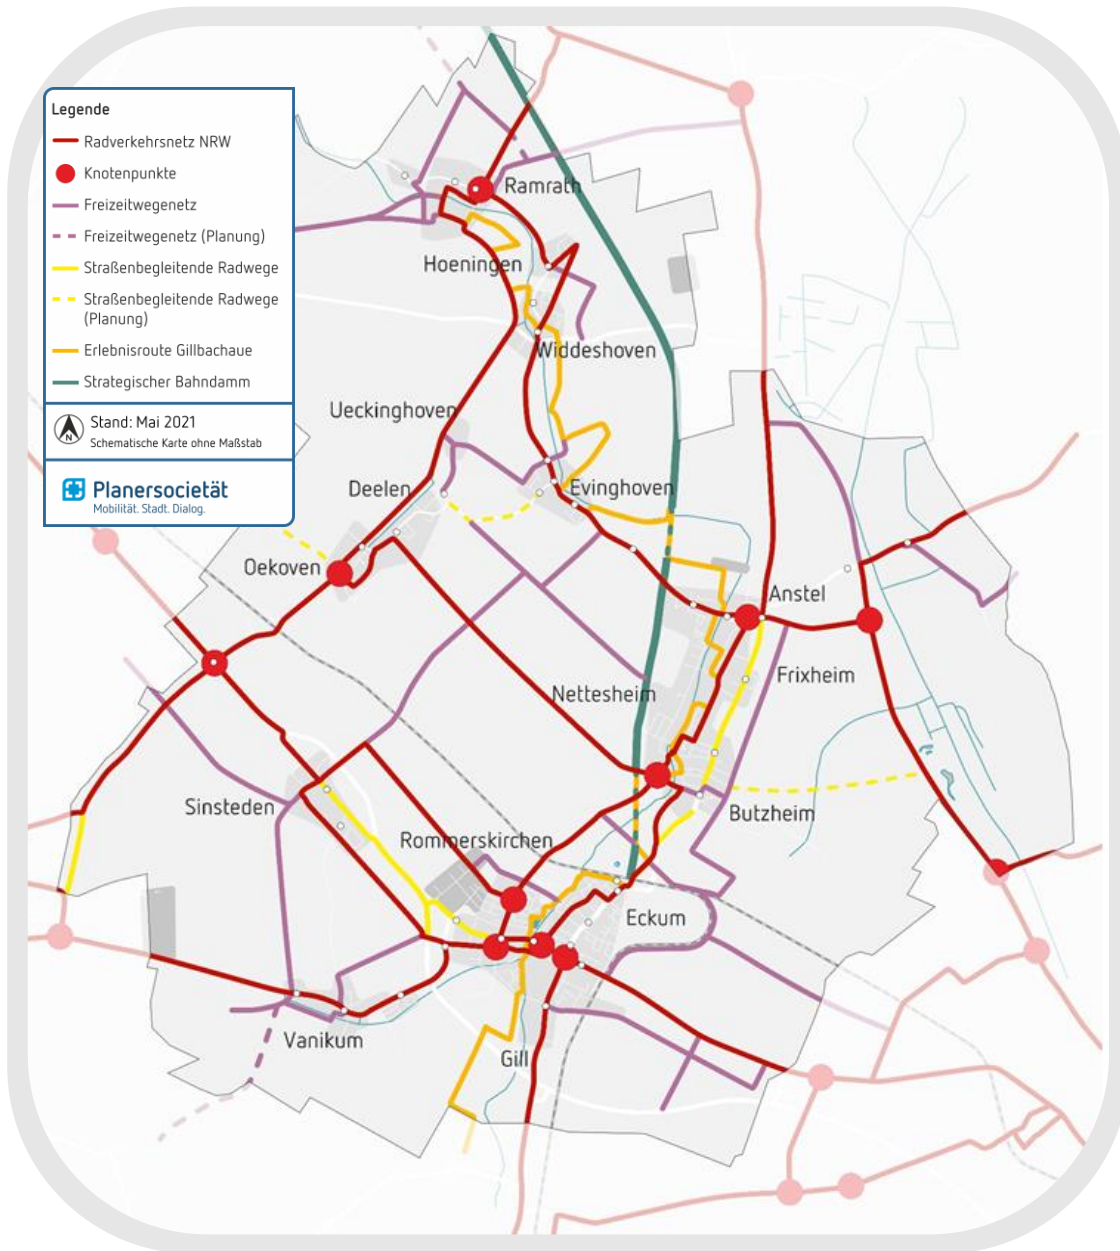 Legende
Radverkehrsnetz NRW
Knotenpunkte
Freizeitwegenetz
Freizeitwegenetz (Planung)
Straßenbegleitende Radwege
Straßenbegleitende Radwege
(Planung)
Erlebnisroute Gillbachaue
Strategischer Bahndamm
N
Stand: Mai 2021
Schematische Karte ohne Maßstab
Planersocietät
Mobilität. Stadt. Dialog.
Ramrath
Hoeningen
Widdeshoven
Ueckinghoven
Deelen
Evinghoven
Oekoven
Anstel
Frixheim
Nettesheim
Sinsteden
Butzheim
Rommerskirchen
Eckum
Vanikum
Gill